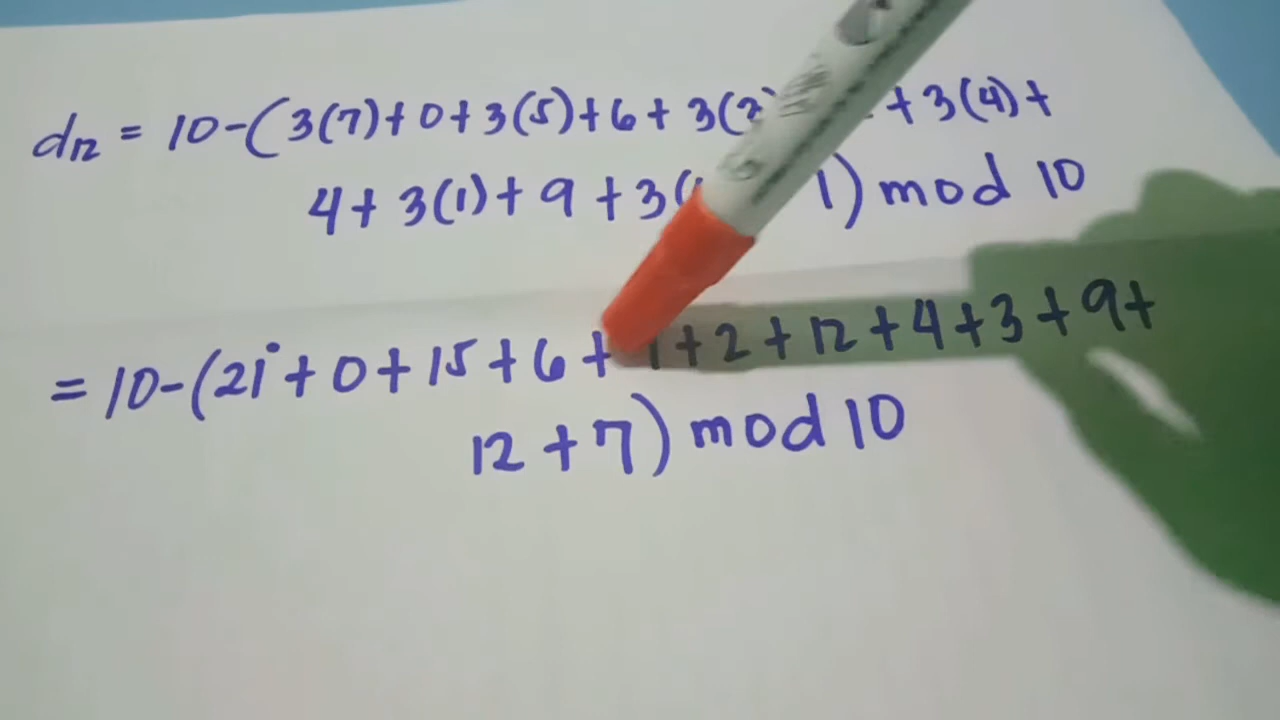 d₁₂ = 10-(3(7)+0+3(5)+6+3(2) +3(4)+
4+3(1)+9+3( 1) mod 10
= 10-(21+0+15+6+ +2+12+4+3+9+
12+7) mod 10